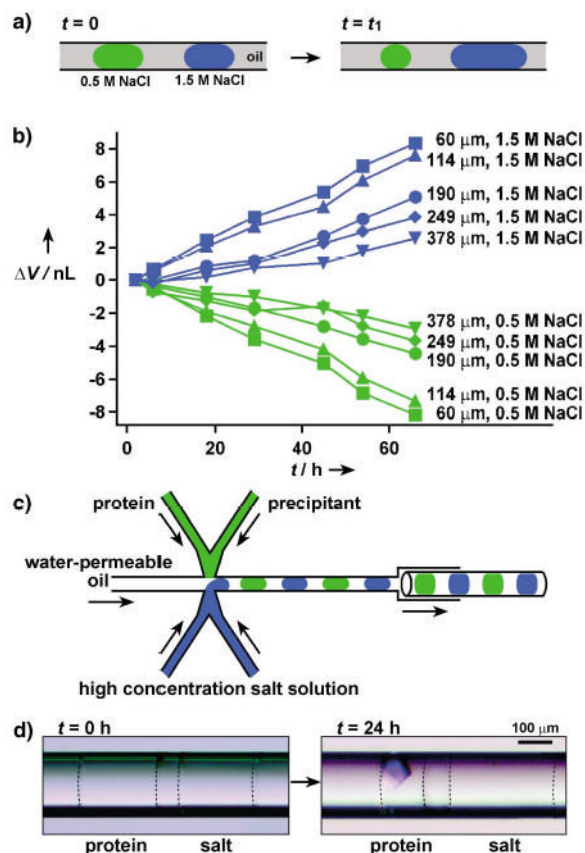 a)
t = 0
t = t₁
oil
0.5 M NaCl
1.5 M NaCl
b)
8
6
4
2
0
-2
-4
-6
-8
ΔV / nL
60 μm, 1.5 M NaCl
114 μm, 1.5 M NaCl
190 μm, 1.5 M NaCl
249 μm, 1.5 M NaCl
378 μm, 1.5 M NaCl
378 μm, 0.5 M NaCl
249 μm, 0.5 M NaCl
190 μm, 0.5 M NaCl
114 μm, 0.5 M NaCl
60 μm, 0.5 M NaCl
0 20 40 60
t / h
c)
protein
precipitant
water-permeable
oil
high concentration salt solution
d)
t = 0 h
t = 24 h
100 μm
protein salt
protein salt